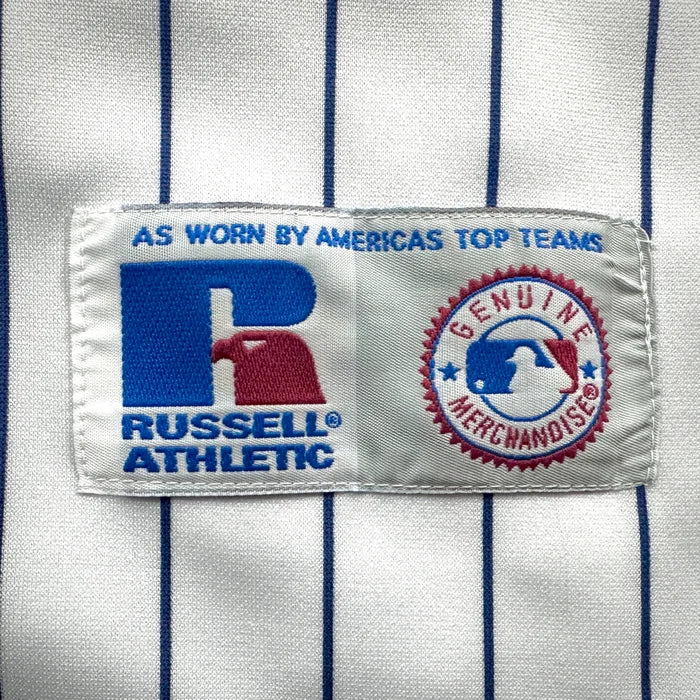 AS WORN BY AMERICAS TOP TEAMS
R
RUSSELL®
ATHLETIC
GENUINE
MERCHANDISE®